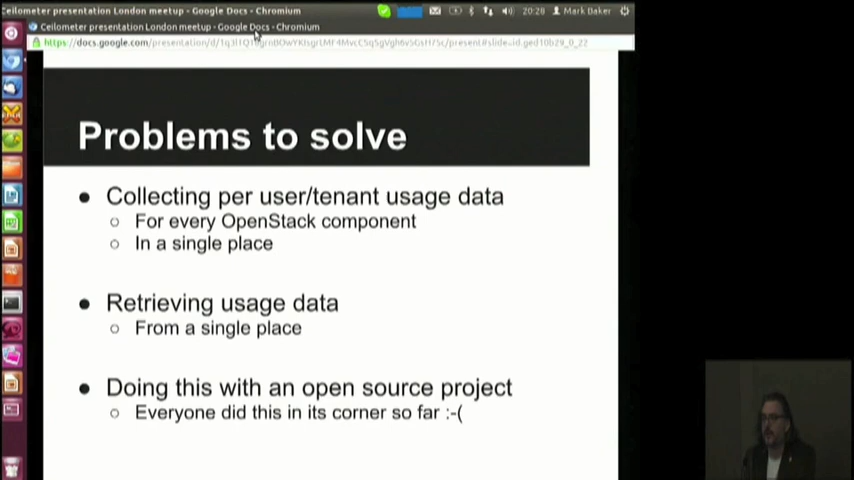 Ceilometer presentation London meetup - Google Docs - Chromium
20:28 Mark Baker
Ceilometer presentation London meetup - Google Docs - Chromium
Problems to solve
● Collecting per user/tenant usage data
○ For every OpenStack component
○ In a single place
● Retrieving usage data
○ From a single place
● Doing this with an open source project
○ Everyone did this in its corner so far :-(